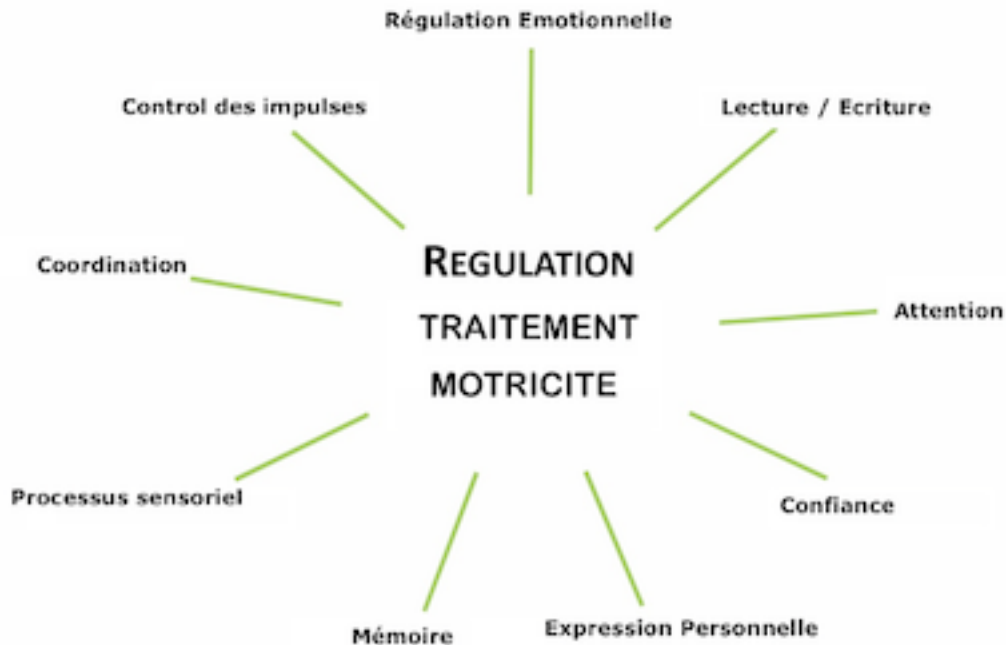 Régulation Emotionnelle
Control des impulses
Lecture / Ecriture
REGULATION
Coordination
TRAITEMENT
Attention
MOTRICITE
Processus sensoriel
Confiance
Mémoire
Expression Personnelle